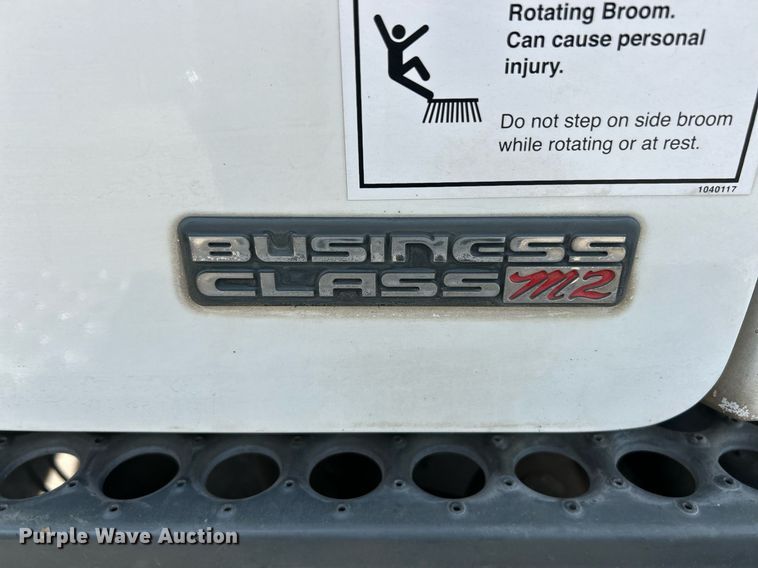 Rotating Broom.
Can cause personal
injury.
Do not step on side broom
while rotating or at rest.
1040117
BUSINESS
CLASS M2
Purple Wave Auction